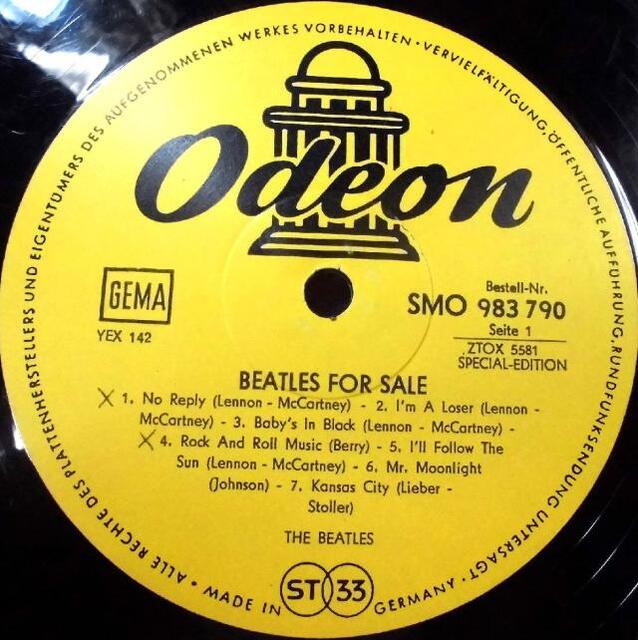 · ALLE RECHTE DES PLATTENHERSTELLERS UND EIGENTUMERS DES AUFGENOMMENEN WERKES VORBEHALTEN · VERVIELFÄLTIGUNG, ÖFFENTLICHE AUFFÜHRUNG, RUNDFUNKSENDUNG UNTERSAGT ·
Odeon
GEMA
YEX 142
Bestell-Nr.
SMO 983 790
Seite 1
ZTOX 5581
SPECIAL-EDITION
BEATLES FOR SALE
X 1. No Reply (Lennon - McCartney) - 2. I'm A Loser (Lennon -
McCartney) - 3. Baby's In Black (Lennon - McCartney) -
X 4. Rock And Roll Music (Berry) - 5. I'll Follow The
Sun (Lennon - McCartney) - 6. Mr. Moonlight
(Johnson) - 7. Kansas City (Lieber -
Stoller)
THE BEATLES
MADE IN GERMANY
ST 33